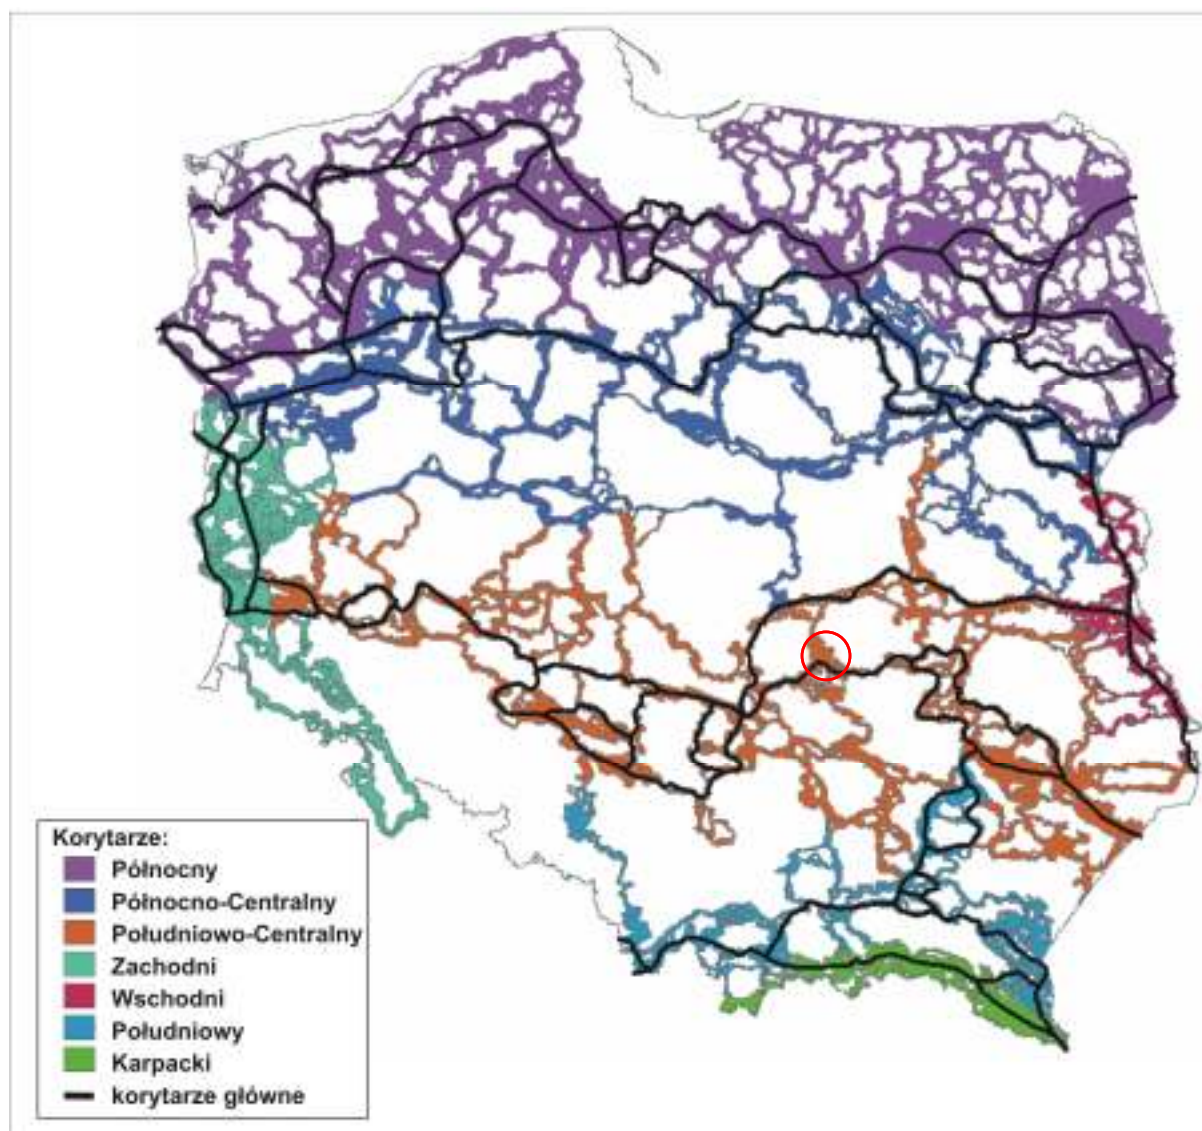 Korytarze:
Północny
Północno-Centralny
Południowo-Centralny
Zachodni
Wschodni
Południowy
Karpacki
korytarze główne